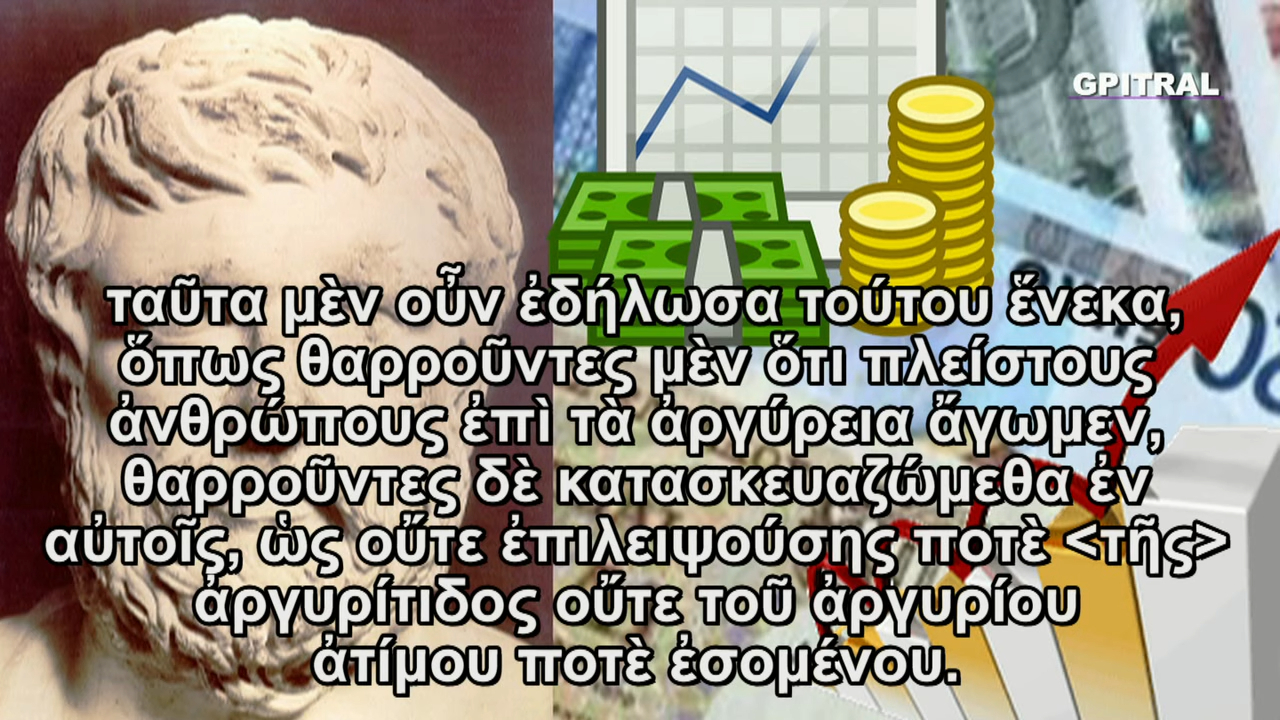 GPITRAL
ταῦτα μὲν οὖν ἐδήλωσα τούτου ἕνεκα,
ὅπως θαρροῦντες μὲν ὅτι πλείστους
ἀνθρώπους ἐπὶ τὰ ἀργύρεια ἄγωμεν,
θαρροῦντες δὲ κατασκευαζώμεθα ἐν
αὐτοῖς, ὡς οὔτε ἐπιλειψούσης ποτὲ <τῆς>
ἀργυρίτιδος οὔτε τοῦ ἀργυρίου
ἀτίμου ποτὲ ἐσομένου.